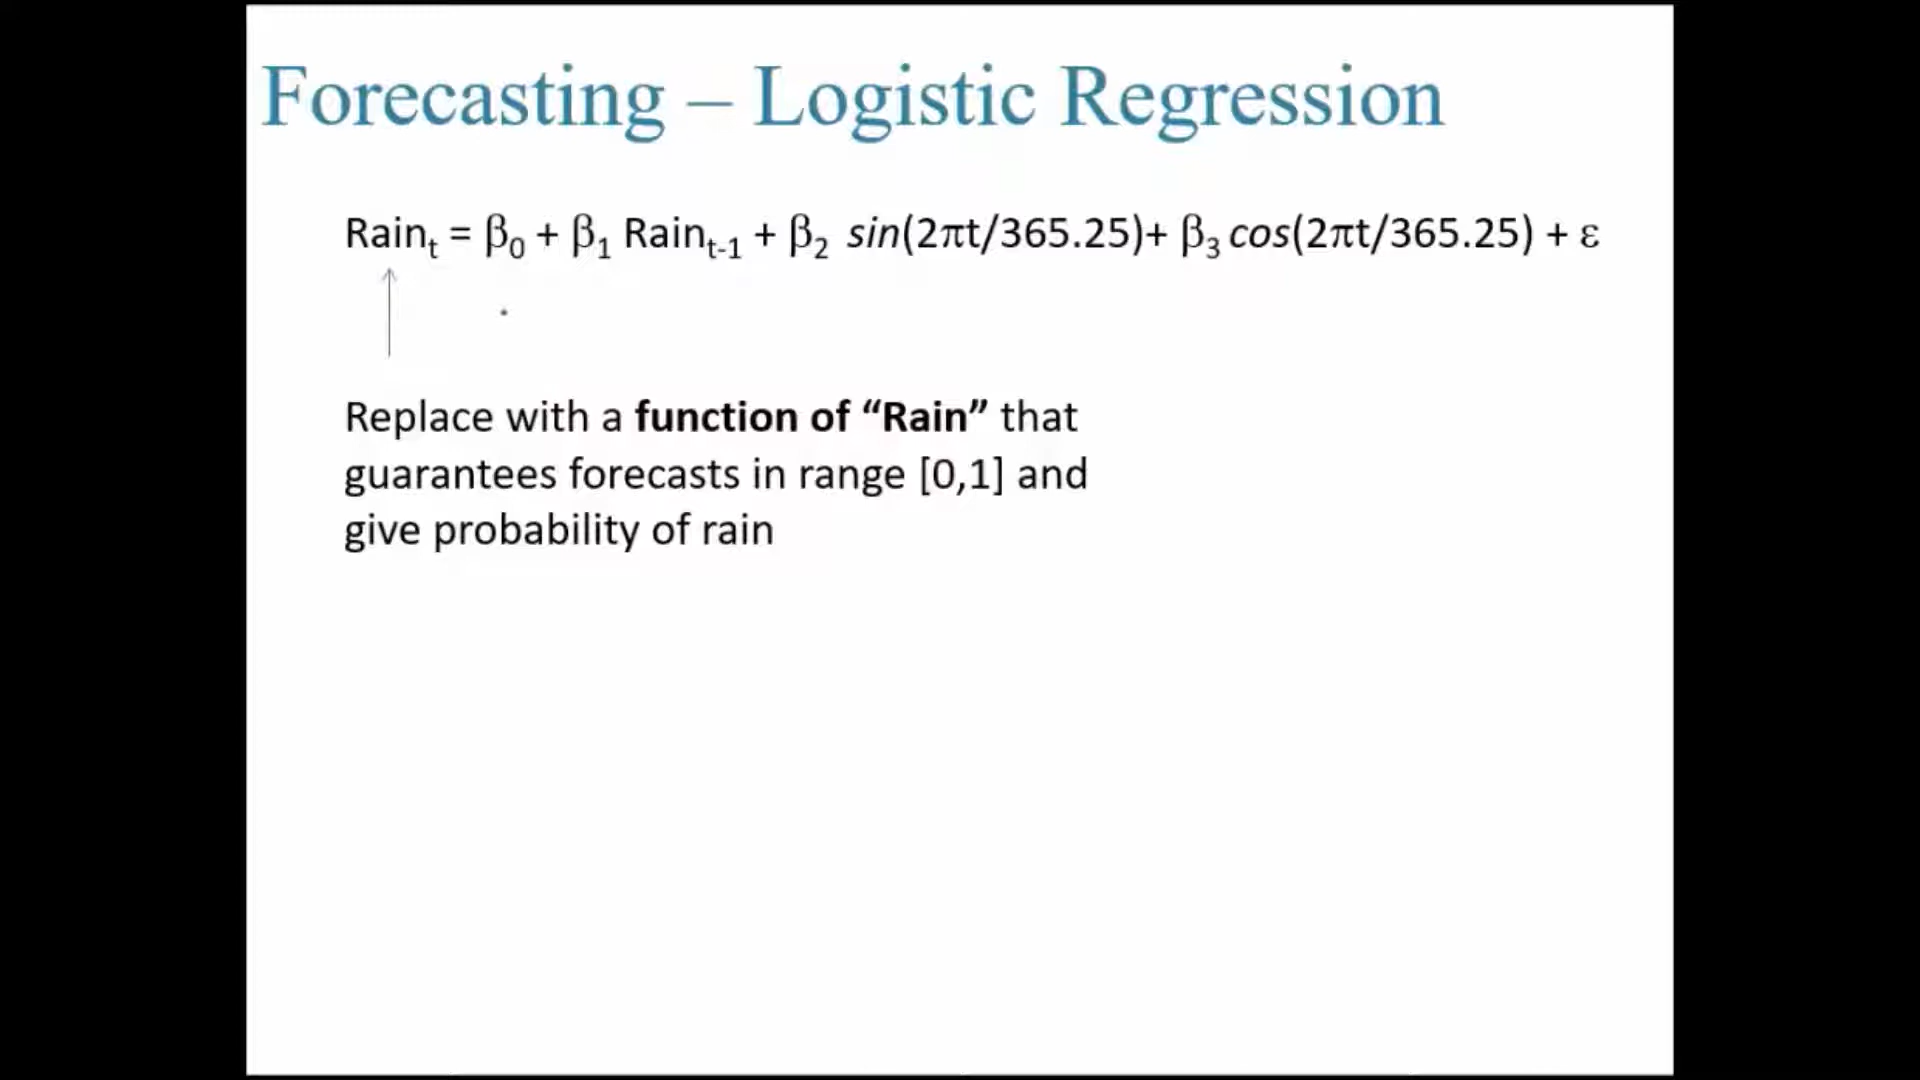 Forecasting – Logistic Regression
Rainₜ = β₀ + β₁ Rainₜ₋₁ + β₂ sin(2πt/365.25)+ β₃ cos(2πt/365.25) + ε
Replace with a function of “Rain” that
guarantees forecasts in range [0,1] and
give probability of rain